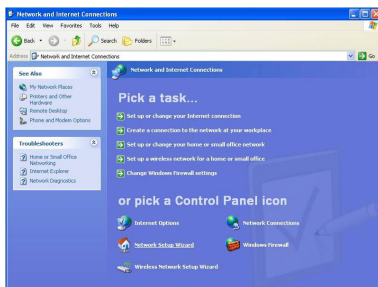 Network and Internet Connections
File Edit View Favorites Tools Help
Back Search Folders
Address Network and Internet Connections Go
See Also
My Network Places
Printers and Other Hardware
Remote Desktop
Phone and Modem Options
Troubleshooters
Home or Small Office Networking
Internet Explorer
Network Diagnostics
Network and Internet Connections
Pick a task...
Set up or change your Internet connection
Create a connection to the network at your workplace
Set up or change your home or small office network
Set up a wireless network for a home or small office
Change Windows Firewall settings
or pick a Control Panel icon
Internet Options Network Connections
Network Setup Wizard Windows Firewall
Wireless Network Setup Wizard